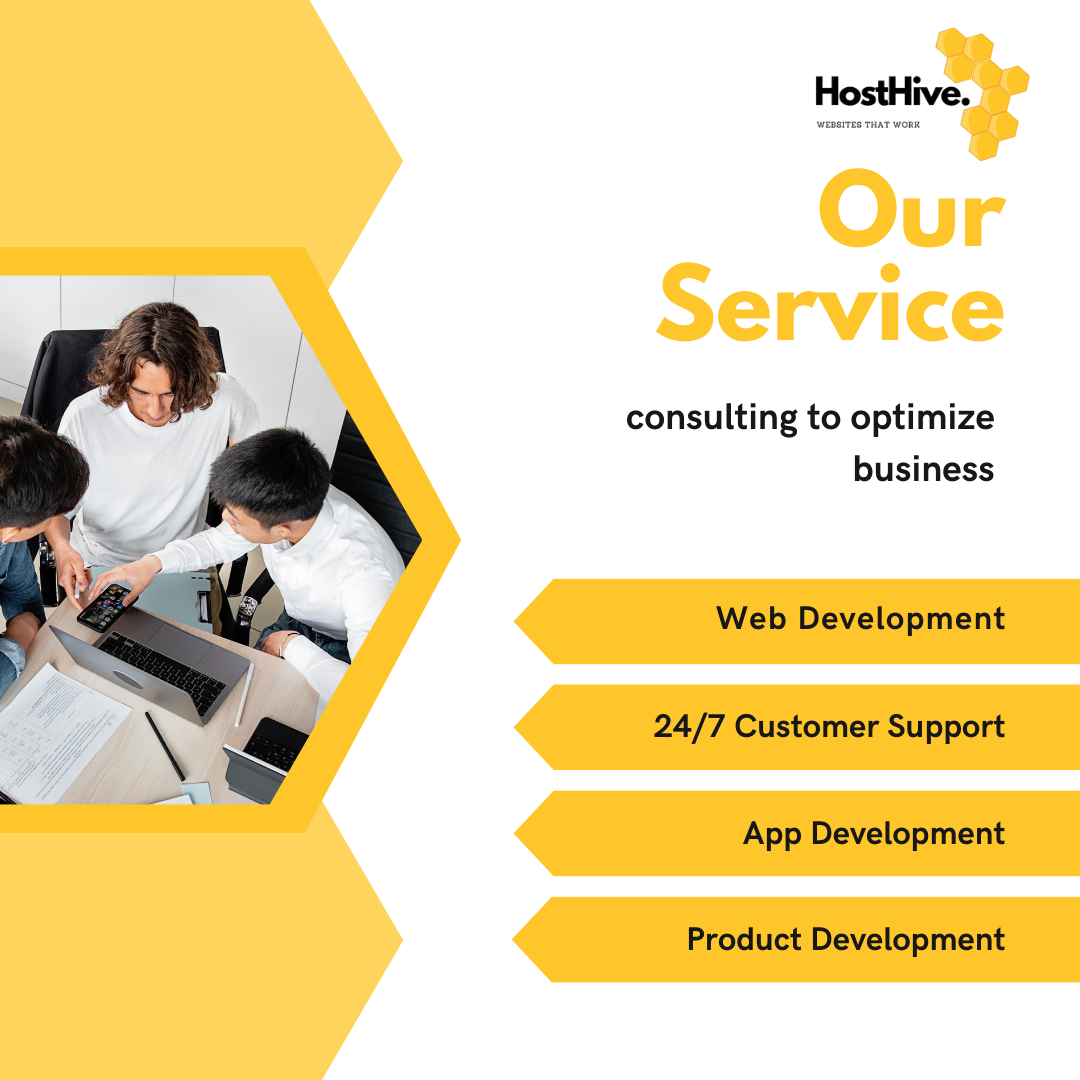 HostHive.
WEBSITES THAT WORK
Our
Service
consulting to optimize
business
Web Development
24/7 Customer Support
App Development
Product Development